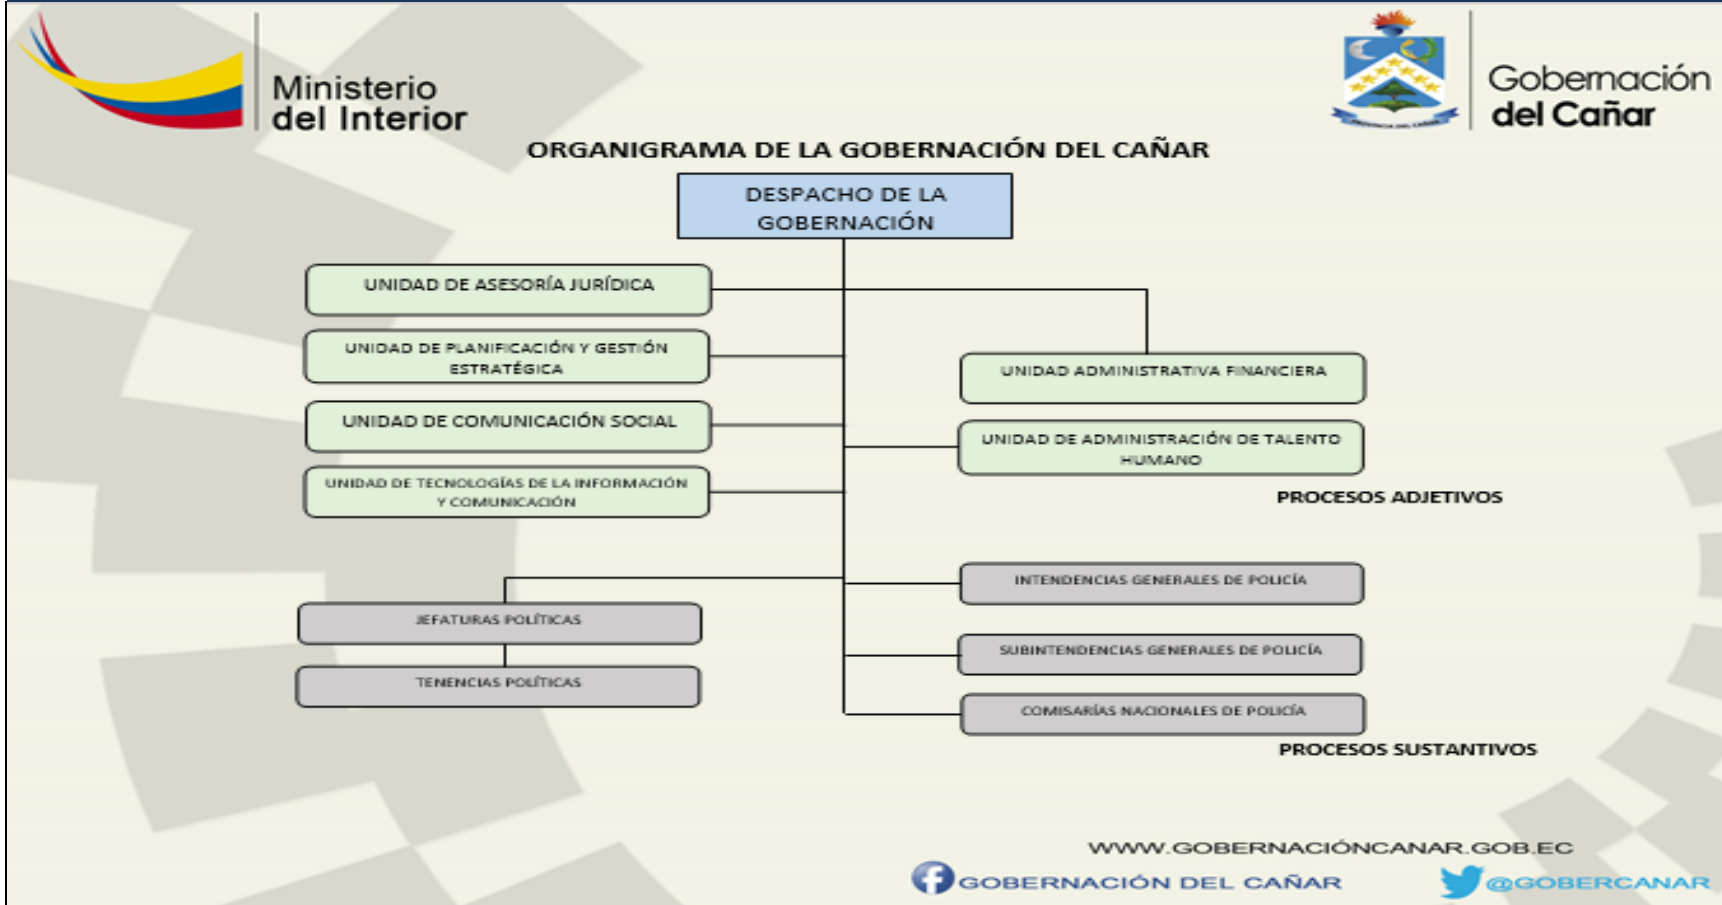 Ministerio
del Interior
Gobernación
del Cañar
ORGANIGRAMA DE LA GOBERNACIÓN DEL CAÑAR
DESPACHO DE LA
GOBERNACIÓN
UNIDAD DE ASESORÍA JURÍDICA
UNIDAD DE PLANIFICACIÓN Y GESTIÓN
ESTRATÉGICA
UNIDAD DE COMUNICACIÓN SOCIAL
UNIDAD DE TECNOLOGÍAS DE LA INFORMACIÓN
Y COMUNICACIÓN
UNIDAD ADMINISTRATIVA FINANCIERA
UNIDAD DE ADMINISTRACIÓN DE TALENTO
HUMANO
PROCESOS ADJETIVOS
JEFATURAS POLÍTICAS
TENENCIAS POLÍTICAS
INTENDENCIAS GENERALES DE POLICÍA
SUBINTENDENCIAS GENERALES DE POLICÍA
COMISARÍAS NACIONALES DE POLICÍA
PROCESOS SUSTANTIVOS
WWW.GOBERNACIÓNCANAR.GOB.EC
GOBERNACIÓN DEL CAÑAR
@GOBERCANAR